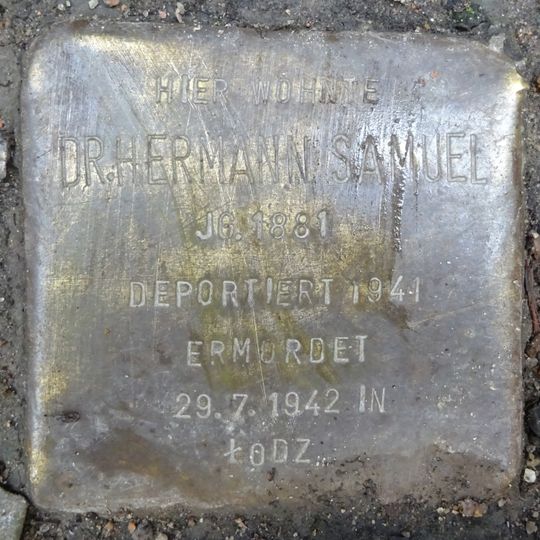 HIER WOHNTE
DR. HERMANN SAMUEL
JG. 1881
DEPORTIERT 1941
ERMORDET
29.7.1942 IN
ŁODZ